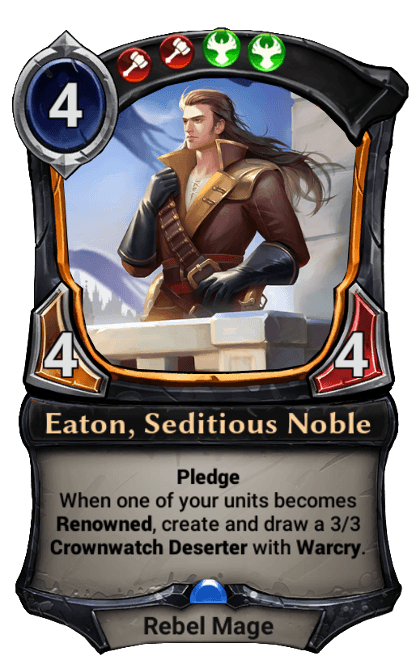 4
4
4
Eaton, Seditious Noble
Pledge
When one of your units becomes
Renowned, create and draw a 3/3
Crownwatch Deserter with Warcry.
Rebel Mage